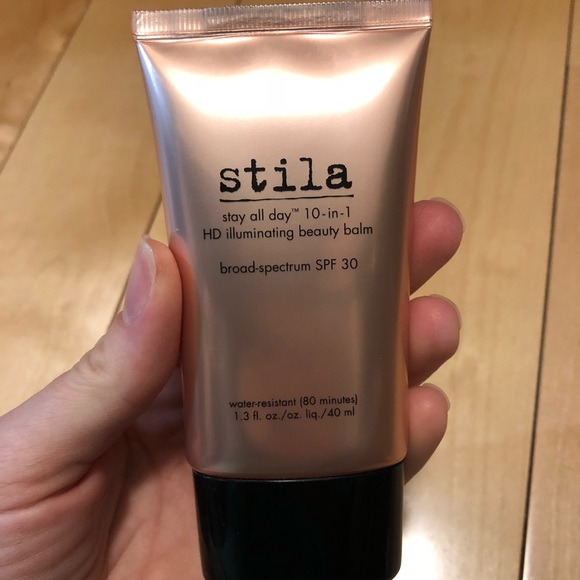 stila
stay all day™ 10-in-1
HD illuminating beauty balm
broad-spectrum SPF 30
water-resistant (80 minutes)
1.3 fl. oz./oz. liq./40 ml